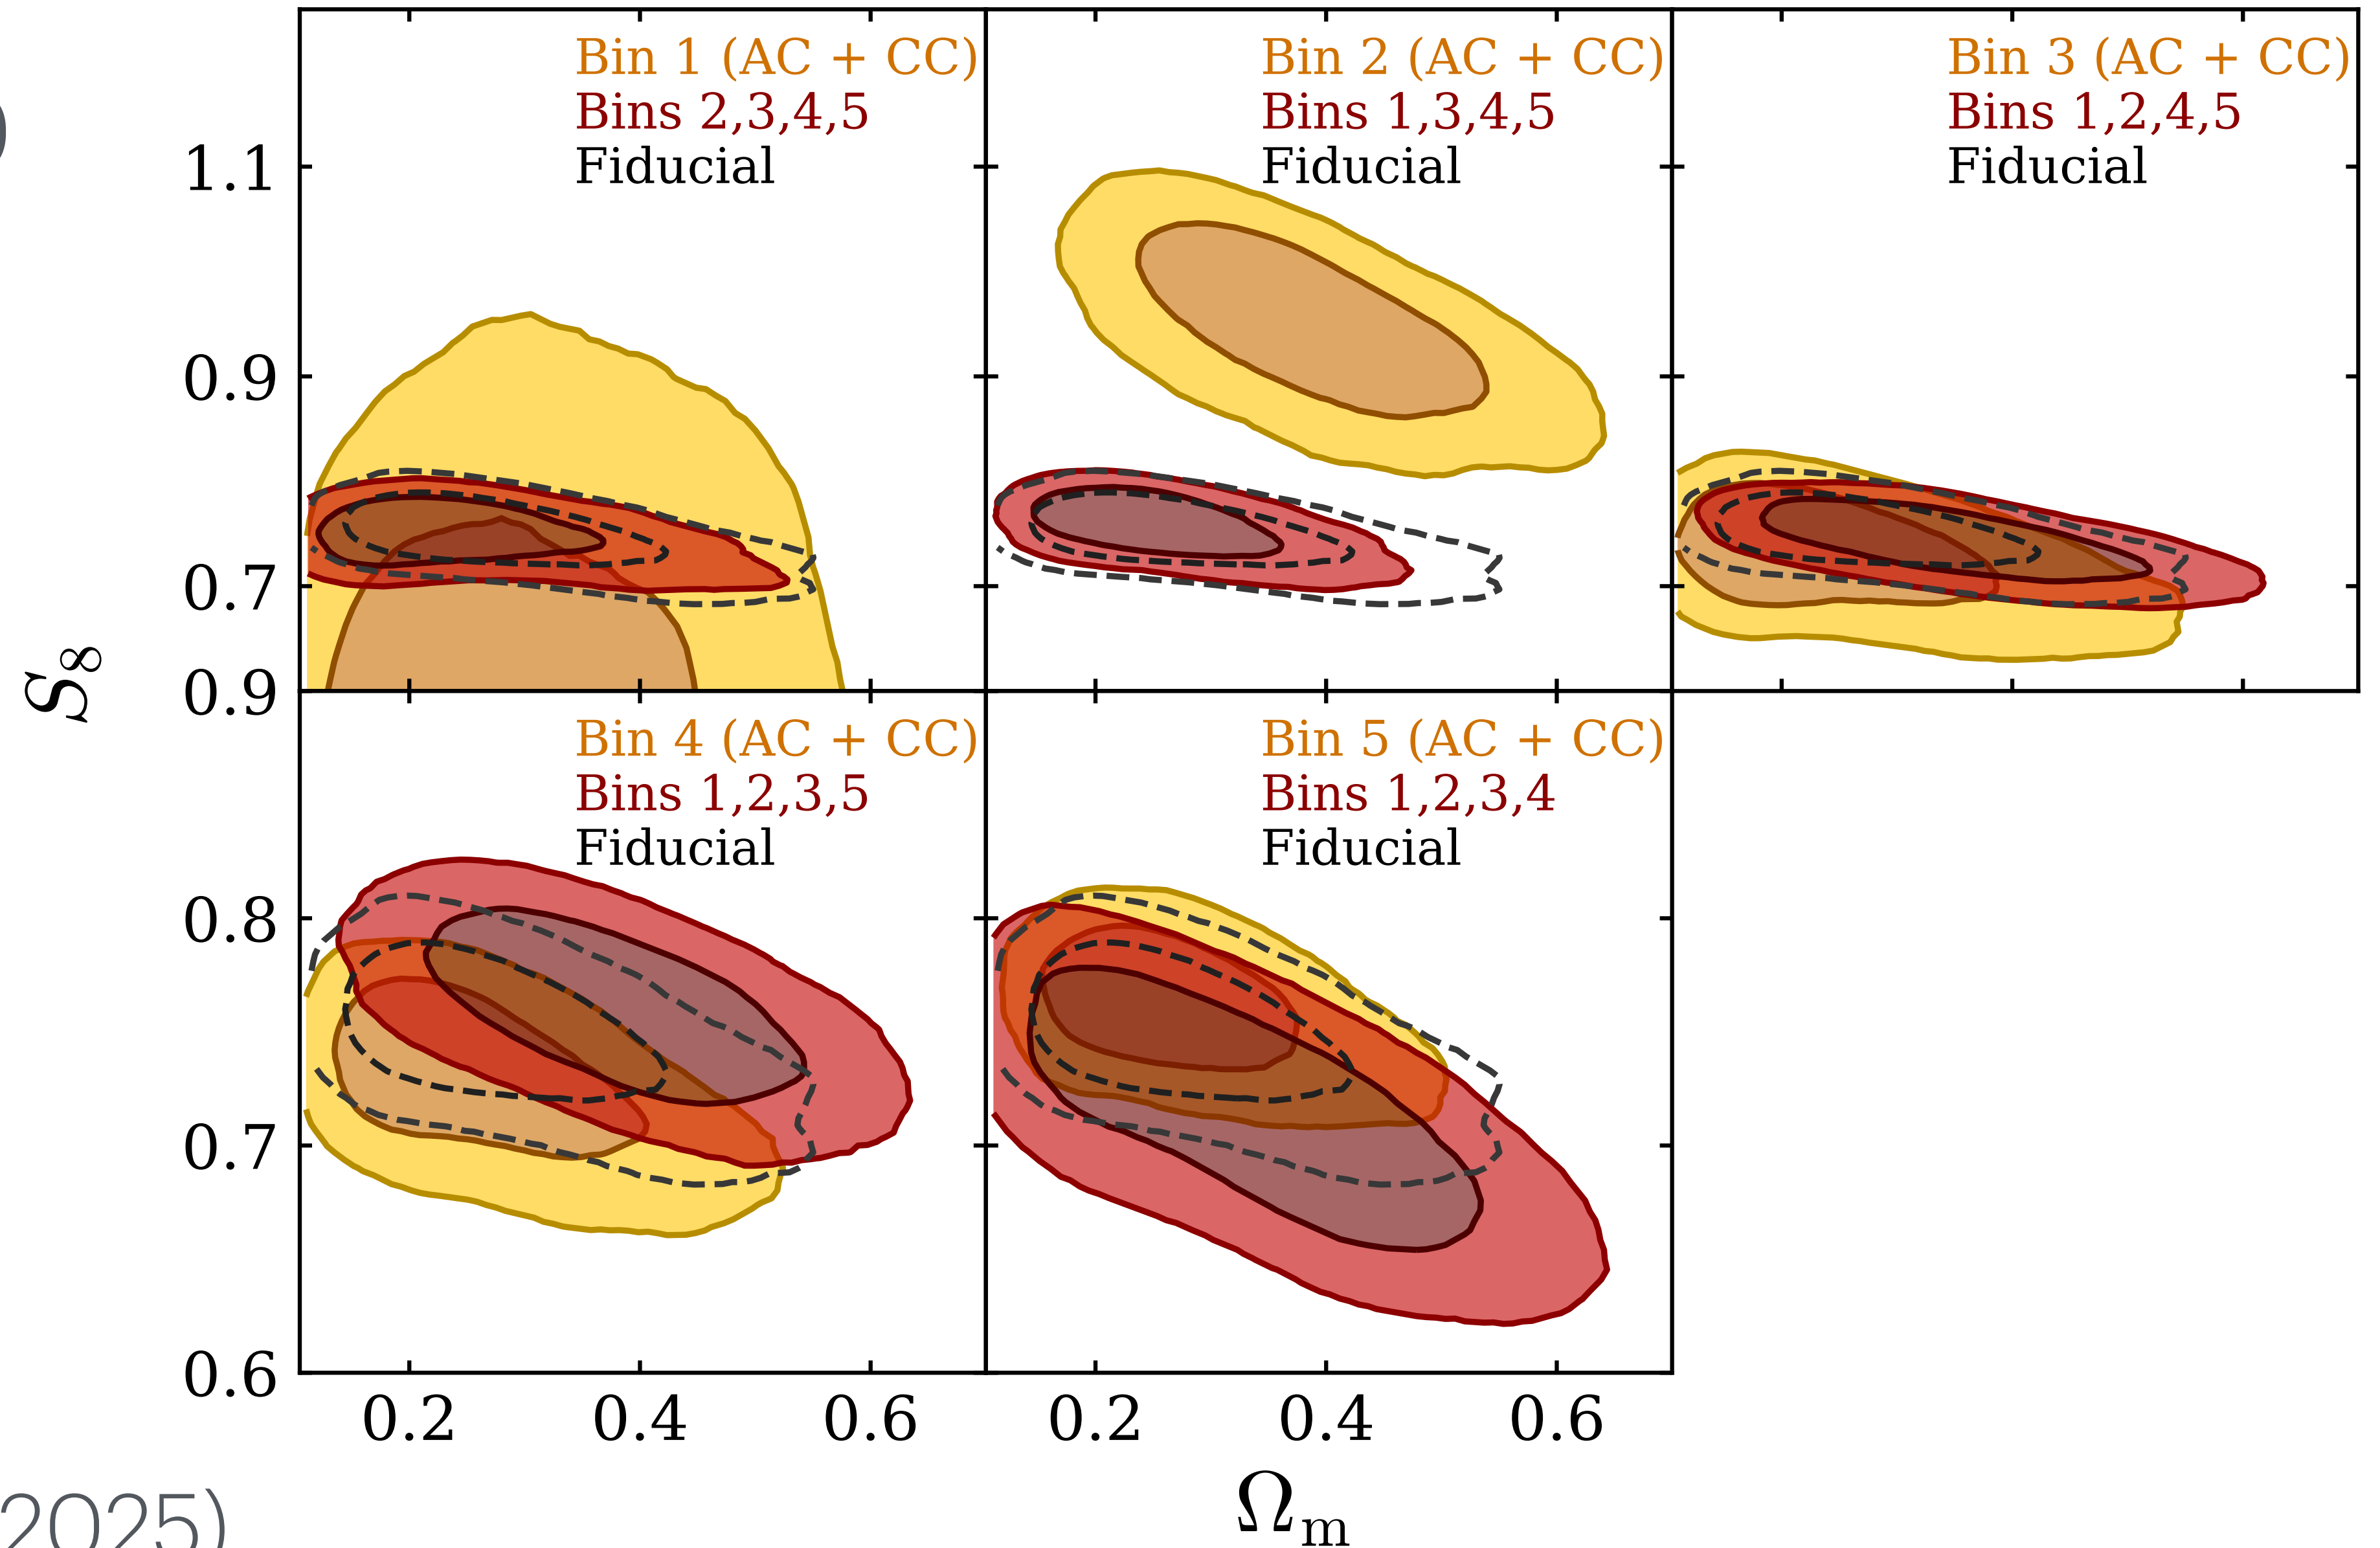 Bin 1 (AC + CC)
Bins 2,3,4,5
Fiducial
Bin 2 (AC + CC)
Bins 1,3,4,5
Fiducial
Bin 3 (AC + CC)
Bins 1,2,4,5
Fiducial
1.1
0.9
0.7
0.9
S₈
Bin 4 (AC + CC)
Bins 1,2,3,5
Fiducial
Bin 5 (AC + CC)
Bins 1,2,3,4
Fiducial
0.8
0.7
0.6
0.2 0.4 0.6
0.2 0.4 0.6
Ωₘ
2025)